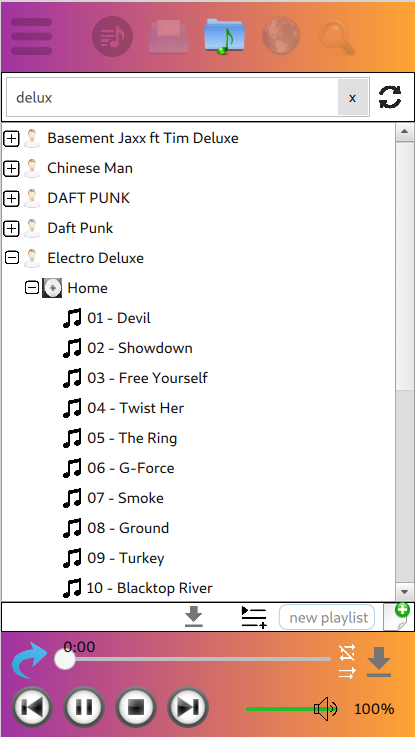 delux
x
Basement Jaxx ft Tim Deluxe
Chinese Man
DAFT PUNK
Daft Punk
Electro Deluxe
Home
01 - Devil
02 - Showdown
03 - Free Yourself
04 - Twist Her
05 - The Ring
06 - G-Force
07 - Smoke
08 - Ground
09 - Turkey
10 - Blacktop River
new playlist
0:00
100%